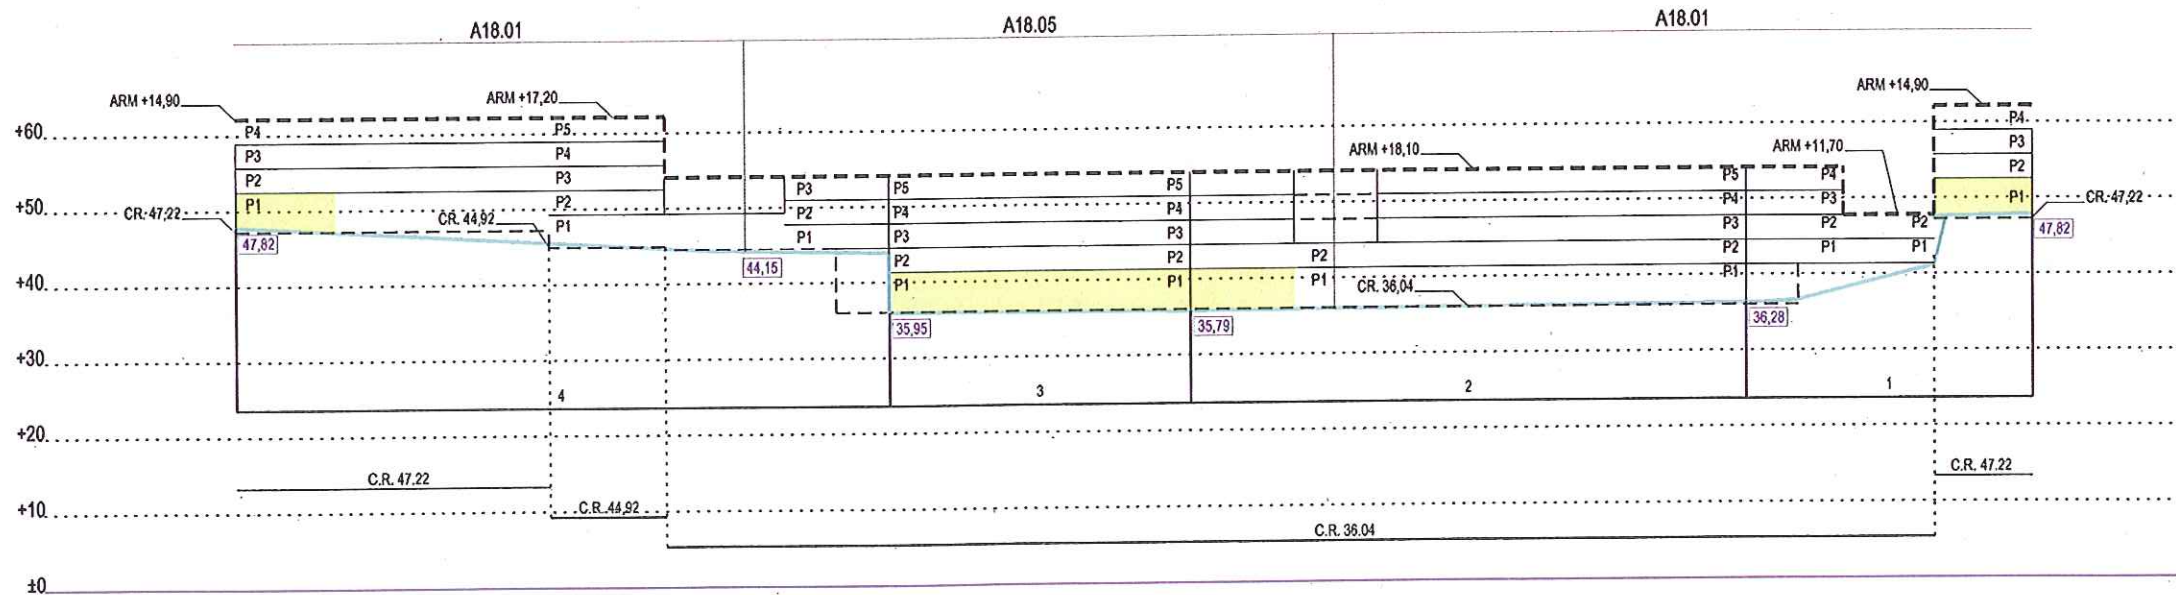 A18.01 A18.05 A18.01
ARM +14,90 ARM +17,20 ARM +14,90
+60 P4 P5 P4
P3 P4 ARM +18,10 ARM +11,70 P3
P2 P3 P3 P5 P5 P5 P4 P2
+50 P1 P2 P2 P4 P4 P4 P3 P1
CR. 47,22 CR. 44,92 P1 P1 P3 P3 P3 P2 P2 CR. 47,22
47,82 P2 P2 P2 P2 P1 P1 47,82
44,15
+40 P1 P1 P1 CR. 36,04 P1
35,95 35,79 36,28
+30
4 3 2 1
+20
C.R. 47.22 C.R. 47.22
+10 C.R. 44,92
C.R. 36.04
±0